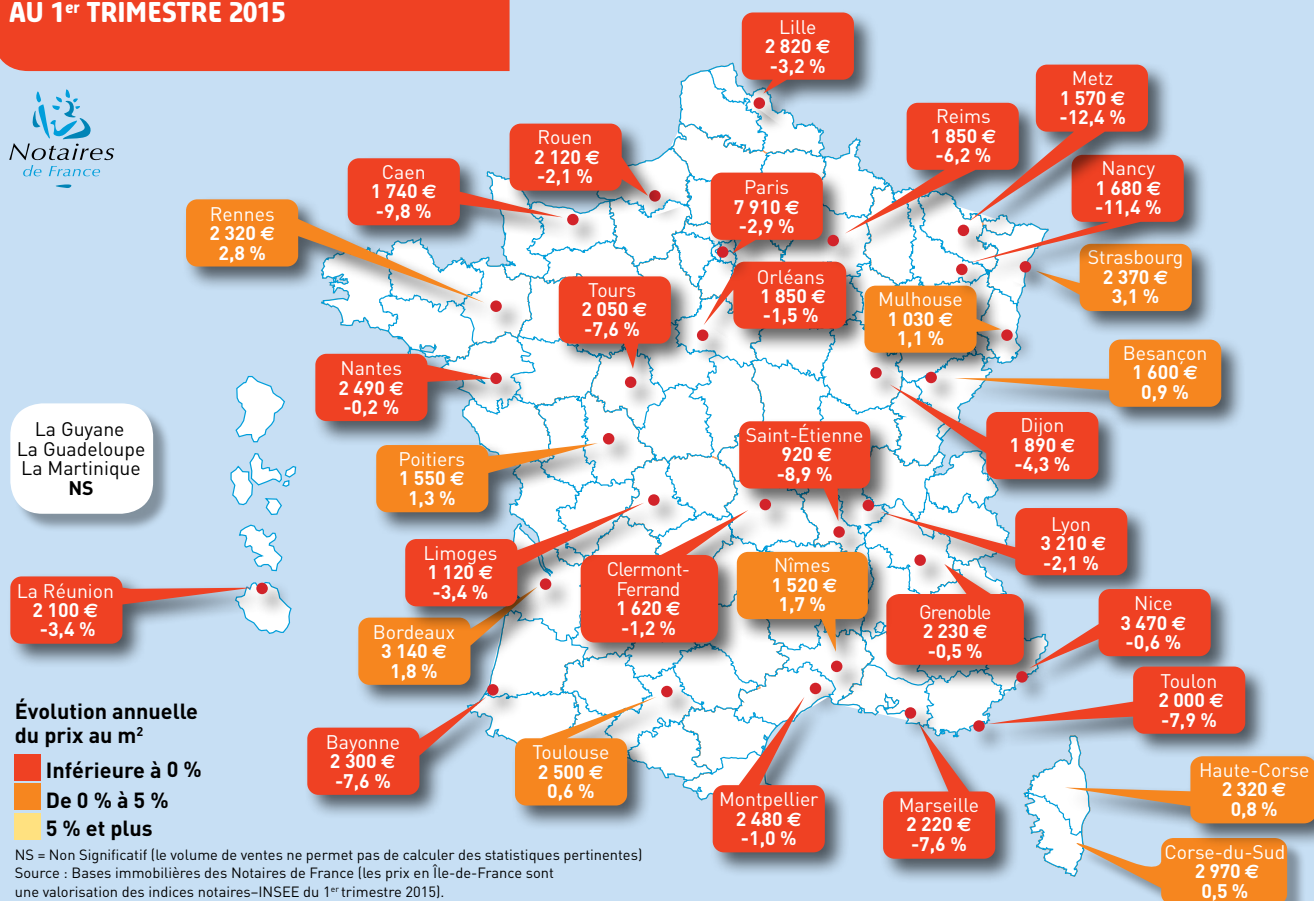 AU 1er TRIMESTRE 2015
Notaires
de France
Lille
2 820 €
-3,2 %
Metz
1 570 €
-12,4 %
Reims
1 850 €
-6,2 %
Rouen
2 120 €
-2,1 %
Nancy
1 680 €
-11,4 %
Caen
1 740 €
-9,8 %
Paris
7 910 €
-2,9 %
Rennes
2 320 €
2,8 %
Strasbourg
2 370 €
3,1 %
Orléans
1 850 €
-1,5 %
Tours
2 050 €
-7,6 %
Mulhouse
1 030 €
1,1 %
Besançon
1 600 €
0,9 %
Nantes
2 490 €
-0,2 %
La Guyane
La Guadeloupe
La Martinique
NS
Dijon
1 890 €
-4,3 %
Saint-Étienne
920 €
-8,9 %
Poitiers
1 550 €
1,3 %
Lyon
3 210 €
-2,1 %
Limoges
1 120 €
-3,4 %
Clermont-
Ferrand
1 620 €
-1,2 %
Nîmes
1 520 €
1,7 %
La Réunion
2 100 €
-3,4 %
Grenoble
2 230 €
-0,5 %
Nice
3 470 €
-0,6 %
Bordeaux
3 140 €
1,8 %
Toulon
2 000 €
-7,9 %
Évolution annuelle
du prix au m²
Inférieure à 0 %
De 0 % à 5 %
5 % et plus
Bayonne
2 300 €
-7,6 %
Toulouse
2 500 €
0,6 %
Montpellier
2 480 €
-1,0 %
Marseille
2 220 €
-7,6 %
Haute-Corse
2 320 €
0,8 %
Corse-du-Sud
2 970 €
0,5 %
NS = Non Significatif (le volume de ventes ne permet pas de calculer des statistiques pertinentes)
Source : Bases immobilières des Notaires de France (les prix en Île-de-France sont
une valorisation des indices notaires–INSEE du 1er trimestre 2015).